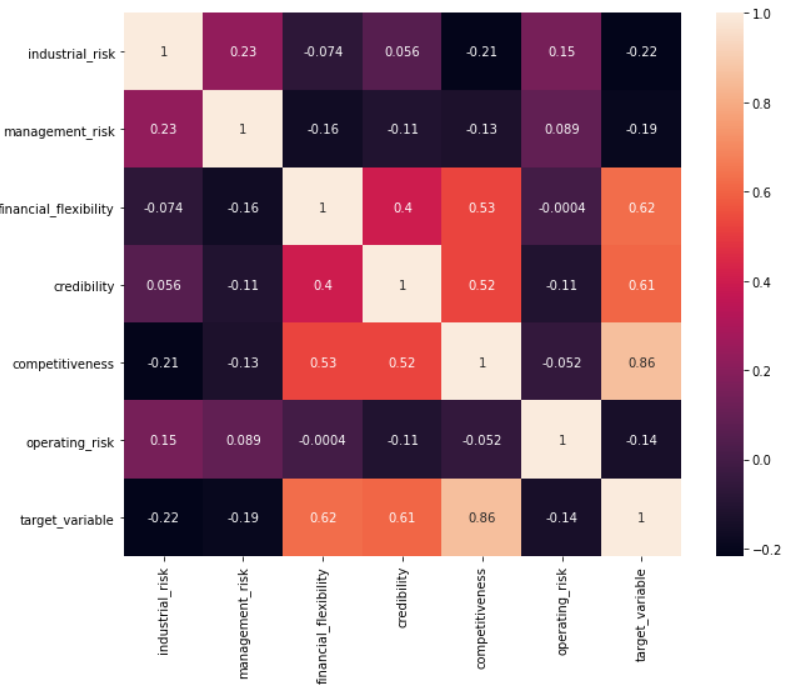 industrial_risk 1 0.23 -0.074 0.056 -0.21 0.15 -0.22
management_risk 0.23 1 -0.16 -0.11 -0.13 0.089 -0.19
financial_flexibility -0.074 -0.16 1 0.4 0.53 -0.0004 0.62
credibility 0.056 -0.11 0.4 1 0.52 -0.11 0.61
competitiveness -0.21 -0.13 0.53 0.52 1 -0.052 0.86
operating_risk 0.15 0.089 -0.0004 -0.11 -0.052 1 -0.14
target_variable -0.22 -0.19 0.62 0.61 0.86 -0.14 1
industrial_risk
management_risk
financial_flexibility
credibility
competitiveness
operating_risk
target_variable
1.0
0.8
0.6
0.4
0.2
0.0
−0.2